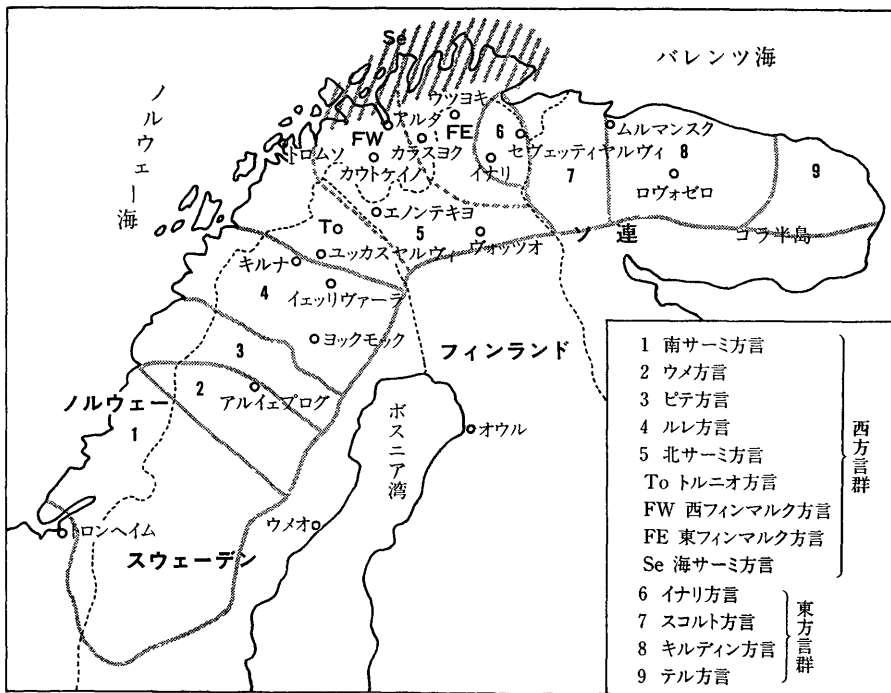 Se
バレンツ海
ノルウェー海
ウツヨキ
アルタ
FW
FE
6
ムルマンスク
トロムソ
カラスヨク
セヴェッティヤルヴィ
8
カウトケイノ
イナリ
7
ロヴォゼロ
9
エノンテキヨ
T
5
ヴォッツオ
ソ連
コラ半島
キルナ
ユッカスヤルヴィ
4
イェッリヴァーラ
ヨックモック
フィンランド
3
2
アルイェプログ
ノルウェー
1
ボスニア湾
オウル
ウメオ
トロンヘイム
スウェーデン
1 南サーミ方言
2 ウメ方言
3 ピテ方言
4 ルレ方言
5 北サーミ方言
To トルニオ方言
FW 西フィンマルク方言
FE 東フィンマルク方言
Se 海サーミ方言
西方言群
6 イナリ方言
7 スコルト方言
8 キルディン方言
9 テル方言
東方言群